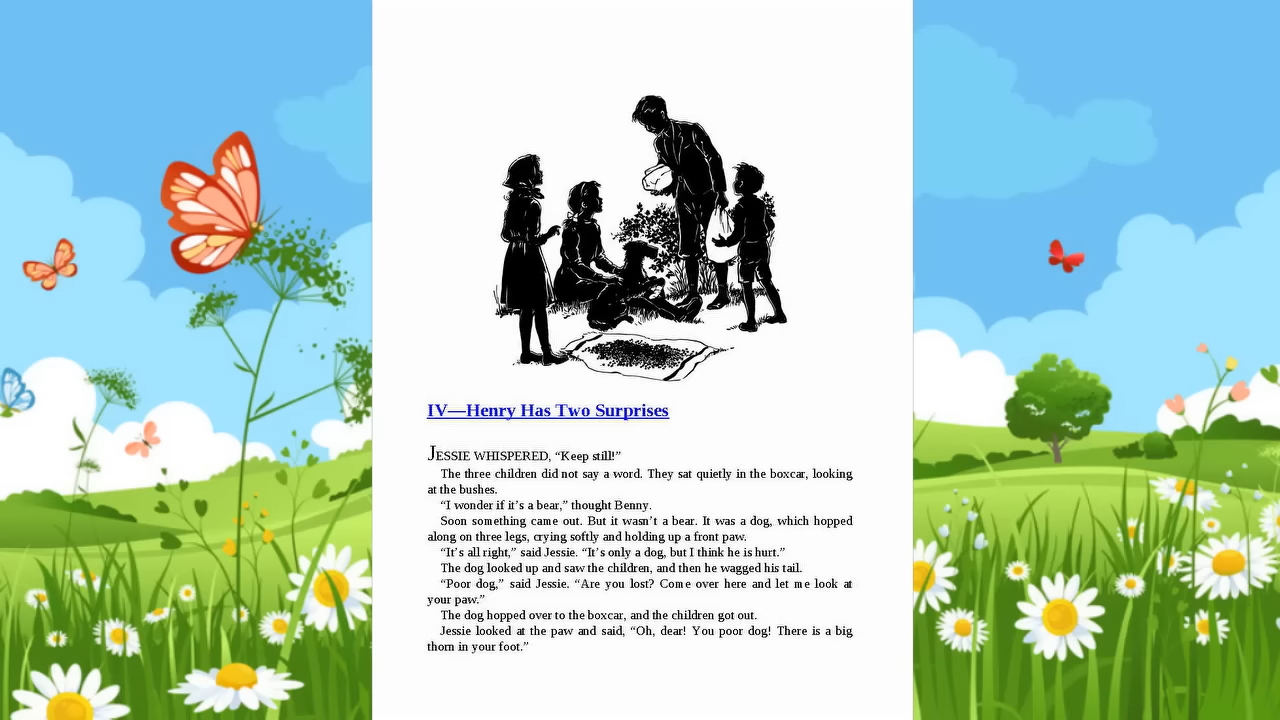 IV—Henry Has Two Surprises
JESSIE WHISPERED, “Keep still!”
The three children did not say a word. They sat quietly in the boxcar, looking
at the bushes.
“I wonder if it’s a bear,” thought Benny.
Soon something came out. But it wasn’t a bear. It was a dog, which hopped
along on three legs, crying softly and holding up a front paw.
“It’s all right,” said Jessie. “It’s only a dog, but I think he is hurt.”
The dog looked up and saw the children, and then he wagged his tail.
“Poor dog,” said Jessie. “Are you lost? Come over here and let me look at
your paw.”
The dog hopped over to the boxcar, and the children got out.
Jessie looked at the paw and said, “Oh, dear! You poor dog! There is a big
thorn in your foot.”